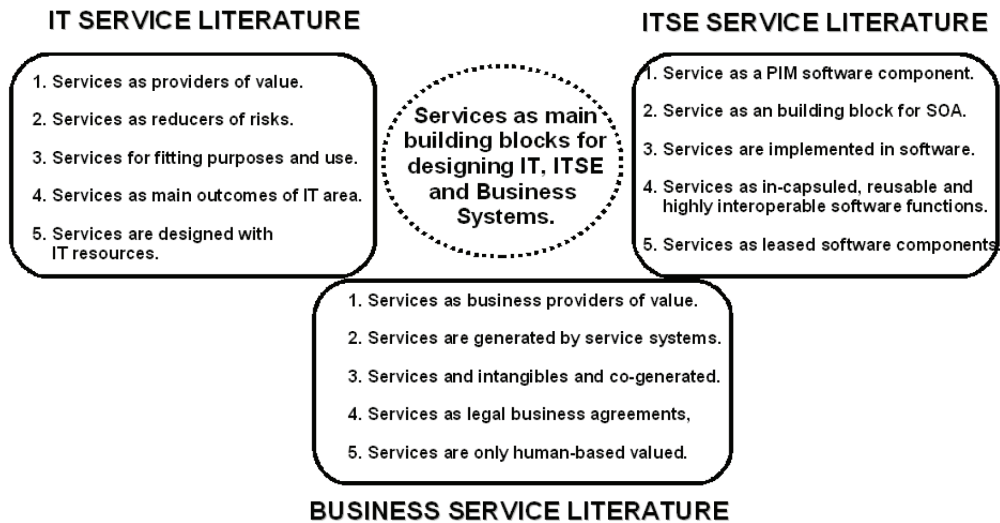 IT SERVICE LITERATURE
1. Services as providers of value.
2. Services as reducers of risks.
3. Services for fitting purposes and use.
4. Services as main outcomes of IT area.
5. Services are designed with
IT resources.
Services as main
building blocks for
designing IT, ITSE
and Business
Systems.
ITSE SERVICE LITERATURE
1. Service as a PIM software component.
2. Service as an building block for SOA.
3. Services are implemented in software.
4. Services as in-capsuled, reusable and
highly interoperable software functions.
5. Services as leased software components.
1. Services as business providers of value.
2. Services are generated by service systems.
3. Services and intangibles and co-generated.
4. Services as legal business agreements,
5. Services are only human-based valued.
BUSINESS SERVICE LITERATURE